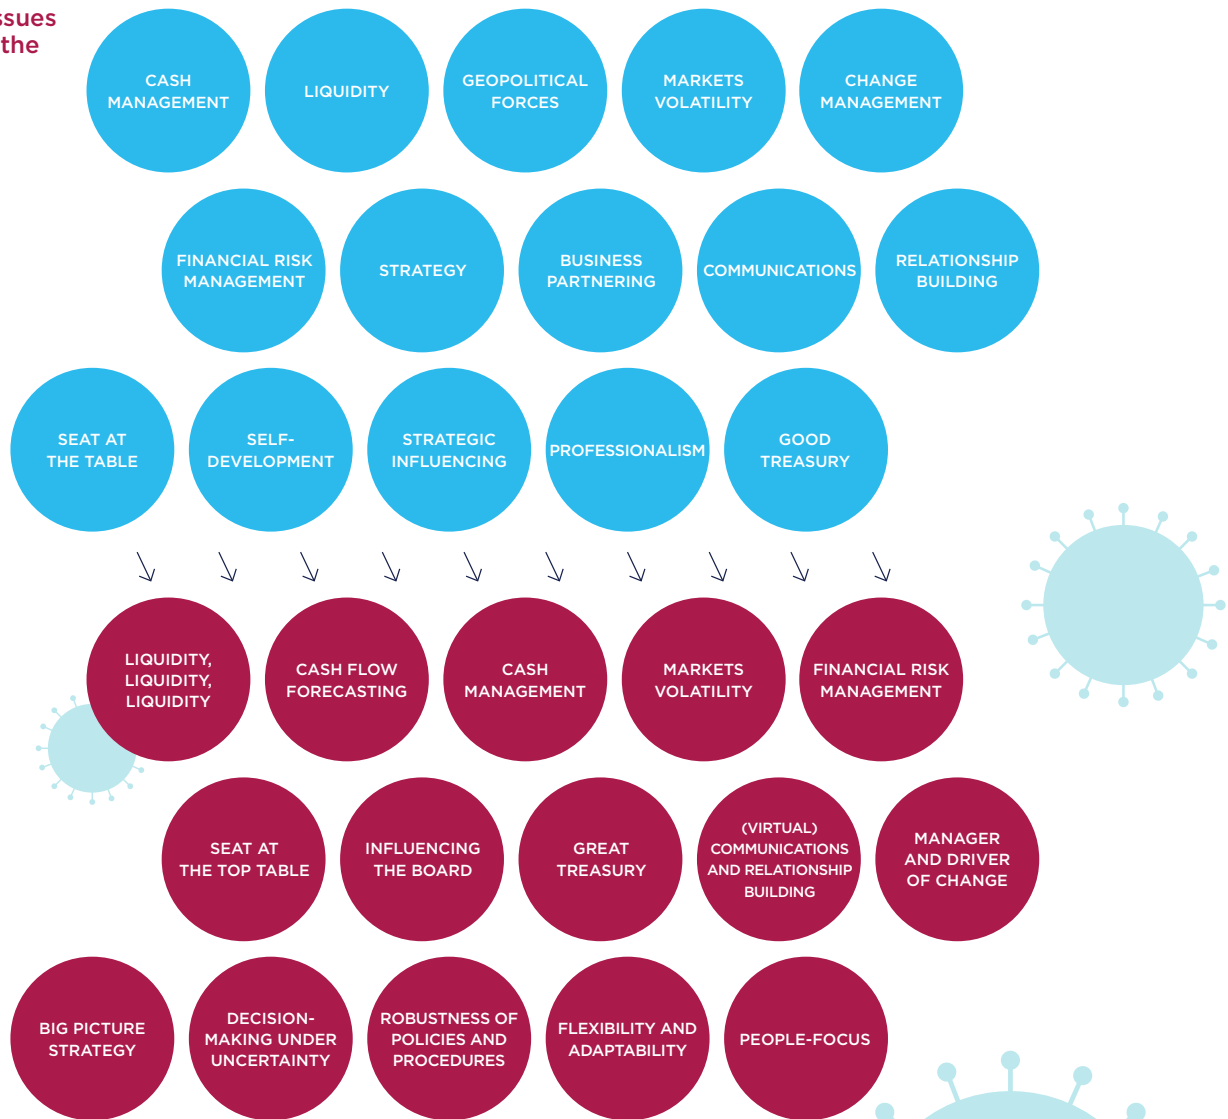 ssues
the
CASH
MANAGEMENT
LIQUIDITY
GEOPOLITICAL
FORCES
MARKETS
VOLATILITY
CHANGE
MANAGEMENT
FINANCIAL RISK
MANAGEMENT
STRATEGY
BUSINESS
PARTNERING
COMMUNICATIONS
RELATIONSHIP
BUILDING
SEAT AT
THE TABLE
SELF-
DEVELOPMENT
STRATEGIC
INFLUENCING
PROFESSIONALISM
GOOD
TREASURY
LIQUIDITY,
LIQUIDITY,
LIQUIDITY
CASH FLOW
FORECASTING
CASH
MANAGEMENT
MARKETS
VOLATILITY
FINANCIAL RISK
MANAGEMENT
SEAT AT
THE TOP TABLE
INFLUENCING
THE BOARD
GREAT
TREASURY
(VIRTUAL)
COMMUNICATIONS
AND RELATIONSHIP
BUILDING
MANAGER
AND DRIVER
OF CHANGE
BIG PICTURE
STRATEGY
DECISION-
MAKING UNDER
UNCERTAINTY
ROBUSTNESS OF
POLICIES AND
PROCEDURES
FLEXIBILITY AND
ADAPTABILITY
PEOPLE-FOCUS